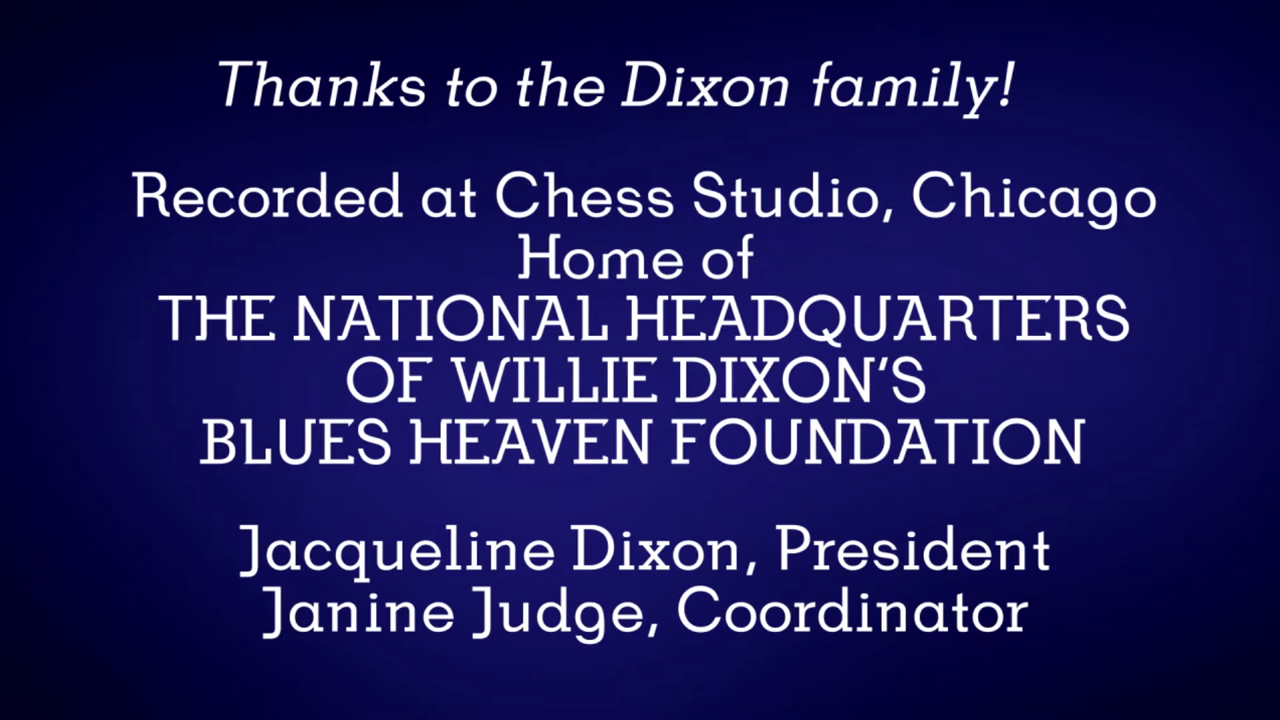 Thanks to the Dixon family!
Recorded at Chess Studio, Chicago
Home of
THE NATIONAL HEADQUARTERS
OF WILLIE DIXON'S
BLUES HEAVEN FOUNDATION
Jacqueline Dixon, President
Janine Judge, Coordinator